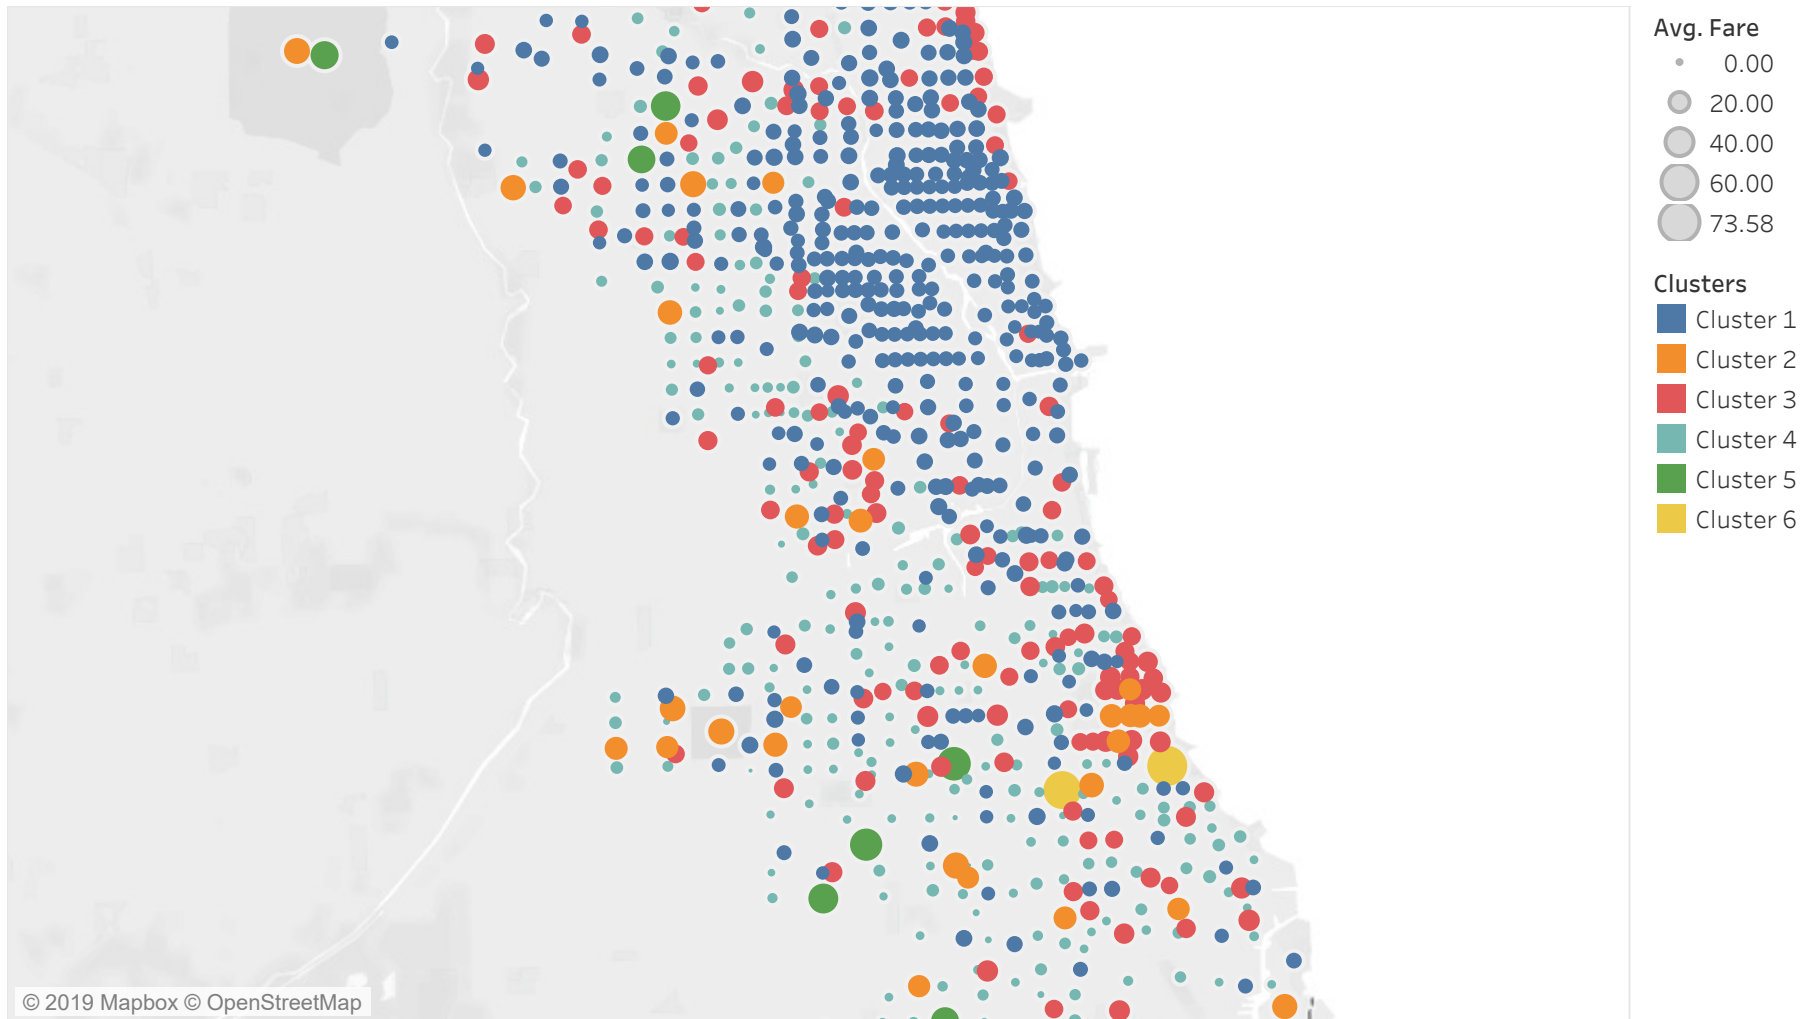 Avg. Fare
0.00
20.00
40.00
60.00
73.58
Clusters
Cluster 1
Cluster 2
Cluster 3
Cluster 4
Cluster 5
Cluster 6
© 2019 Mapbox © OpenStreetMap